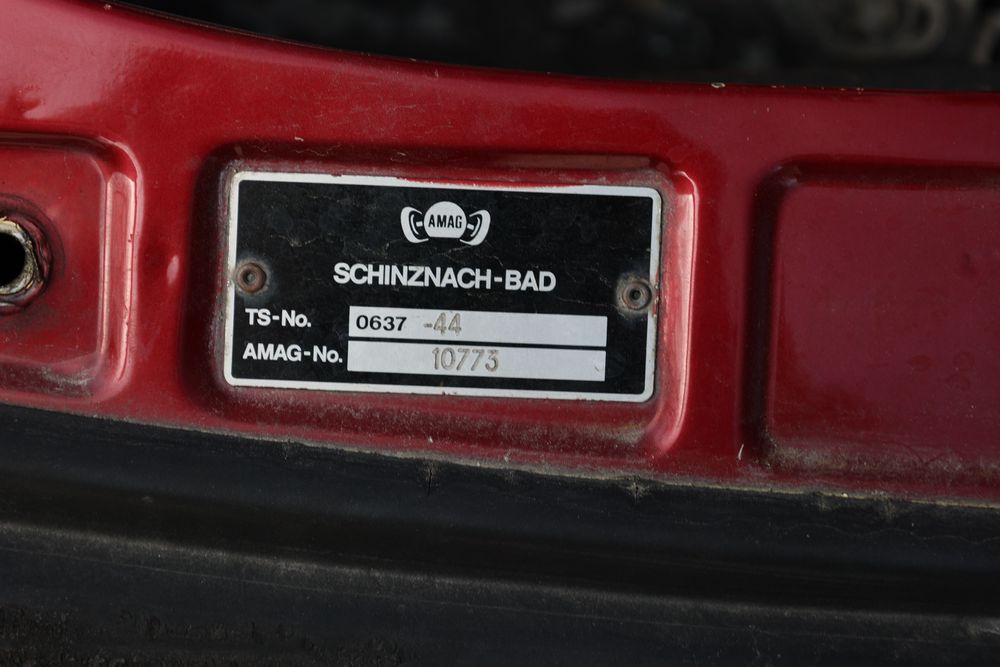 AMAG
SCHINZNACH-BAD
TS-No. 0637 -44
AMAG-No. 10773